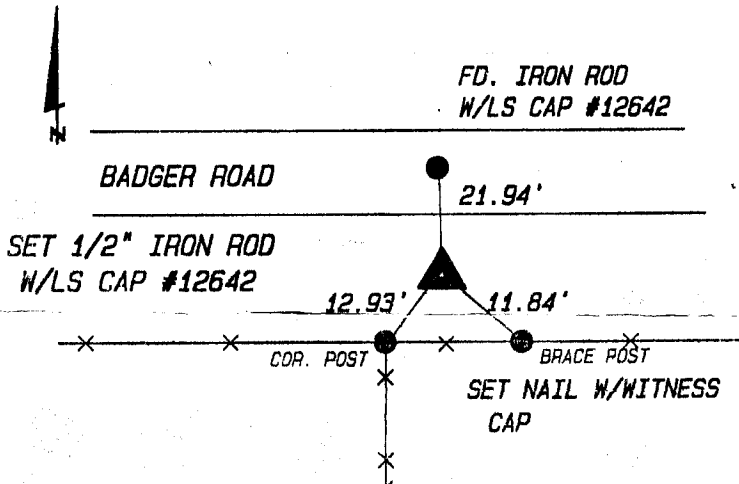 FD. IRON ROD
W/LS CAP #12642
N
BADGER ROAD
21.94'
SET 1/2" IRON ROD
W/LS CAP #12642
12.93'
11.84'
COR. POST
BRACE POST
SET NAIL W/WITNESS
CAP